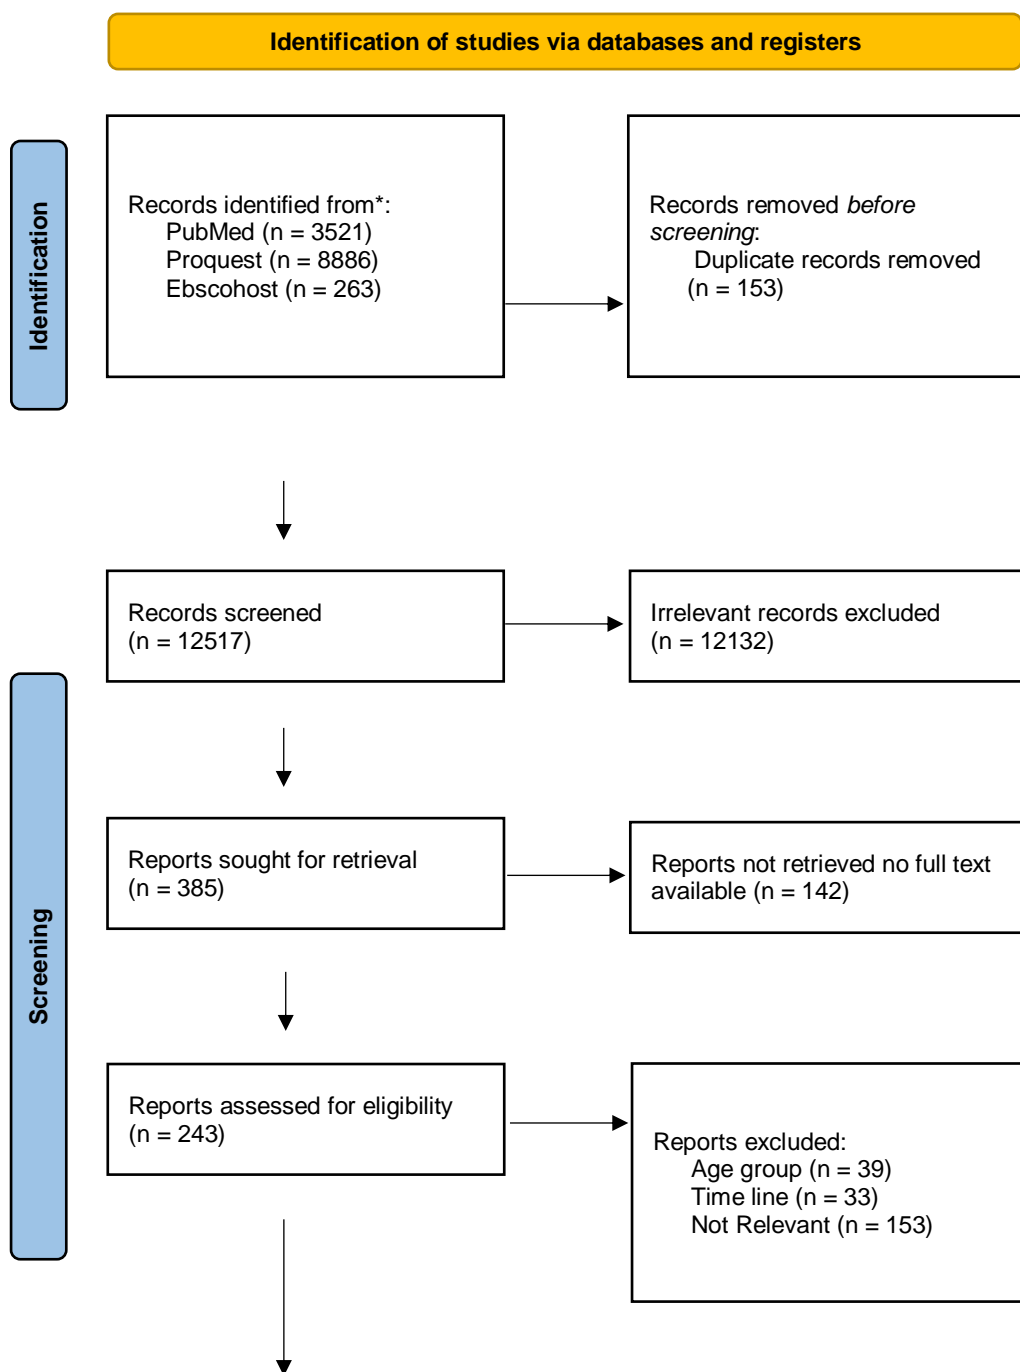 Identification of studies via databases and registers
Identification
Records identified from*:
PubMed (n = 3521)
Proquest (n = 8886)
Ebscohost (n = 263)
Records removed before
screening:
Duplicate records removed
(n = 153)
Records screened
(n = 12517)
Irrelevant records excluded
(n = 12132)
Screening
Reports sought for retrieval
(n = 385)
Reports not retrieved no full text
available (n = 142)
Reports assessed for eligibility
(n = 243)
Reports excluded:
Age group (n = 39)
Time line (n = 33)
Not Relevant (n = 153)